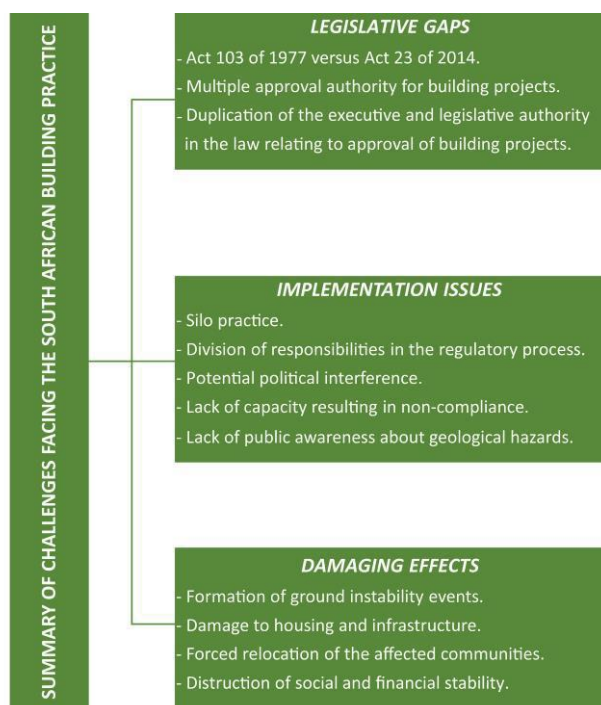 SUMMARY OF CHALLENGES FACING THE SOUTH AFRICAN BUILDING PRACTICE
LEGISLATIVE GAPS
- Act 103 of 1977 versus Act 23 of 2014.
- Multiple approval authority for building projects.
- Duplication of the executive and legislative authority
in the law relating to approval of building projects.
IMPLEMENTATION ISSUES
- Silo practice.
- Division of responsibilities in the regulatory process.
- Potential political interference.
- Lack of capacity resulting in non-compliance.
- Lack of public awareness about geological hazards.
DAMAGING EFFECTS
- Formation of ground instability events.
- Damage to housing and infrastructure.
- Forced relocation of the affected communities.
- Distruction of social and financial stability.